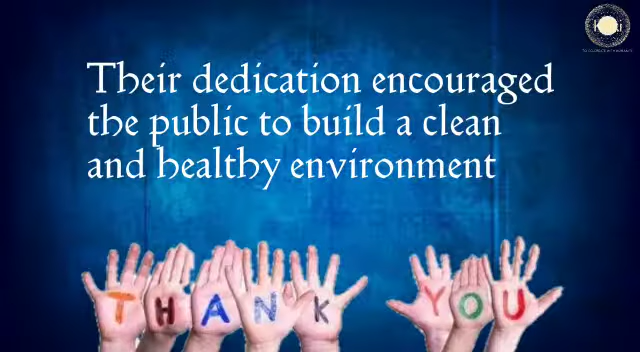 Their dedication encouraged
the public to build a clean
and healthy environment
THANK YOU